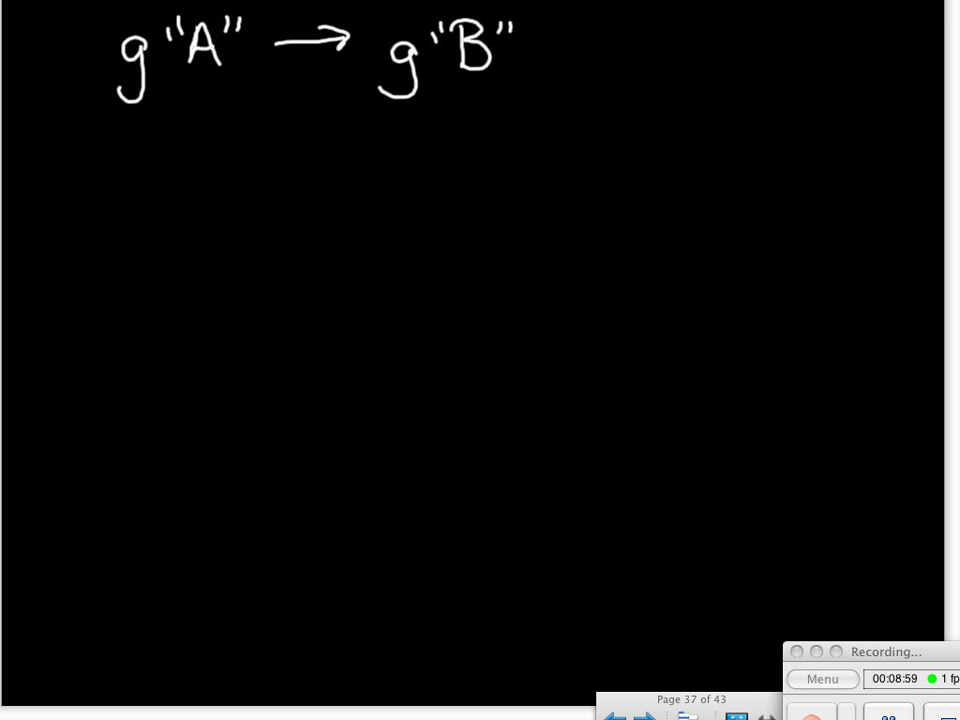 g "A" → g "B"
Recording...
Menu
00:08:59
1 fp
Page 37 of 43